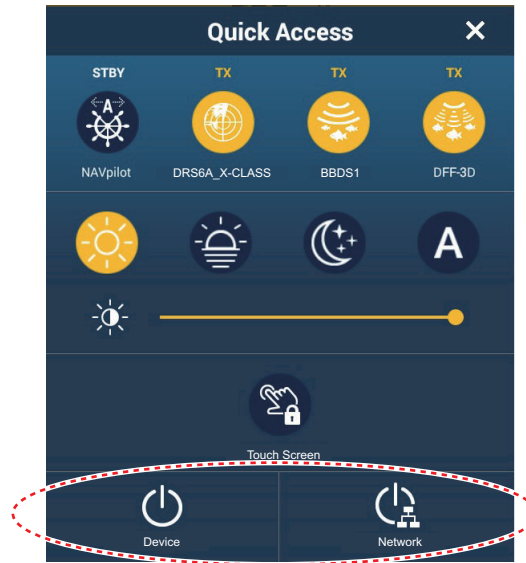 Quick Access
STBY TX TX TX
A
NAVpilot DRS6A_X-CLASS BBDS1 DFF-3D
A
Touch Screen
Device Network